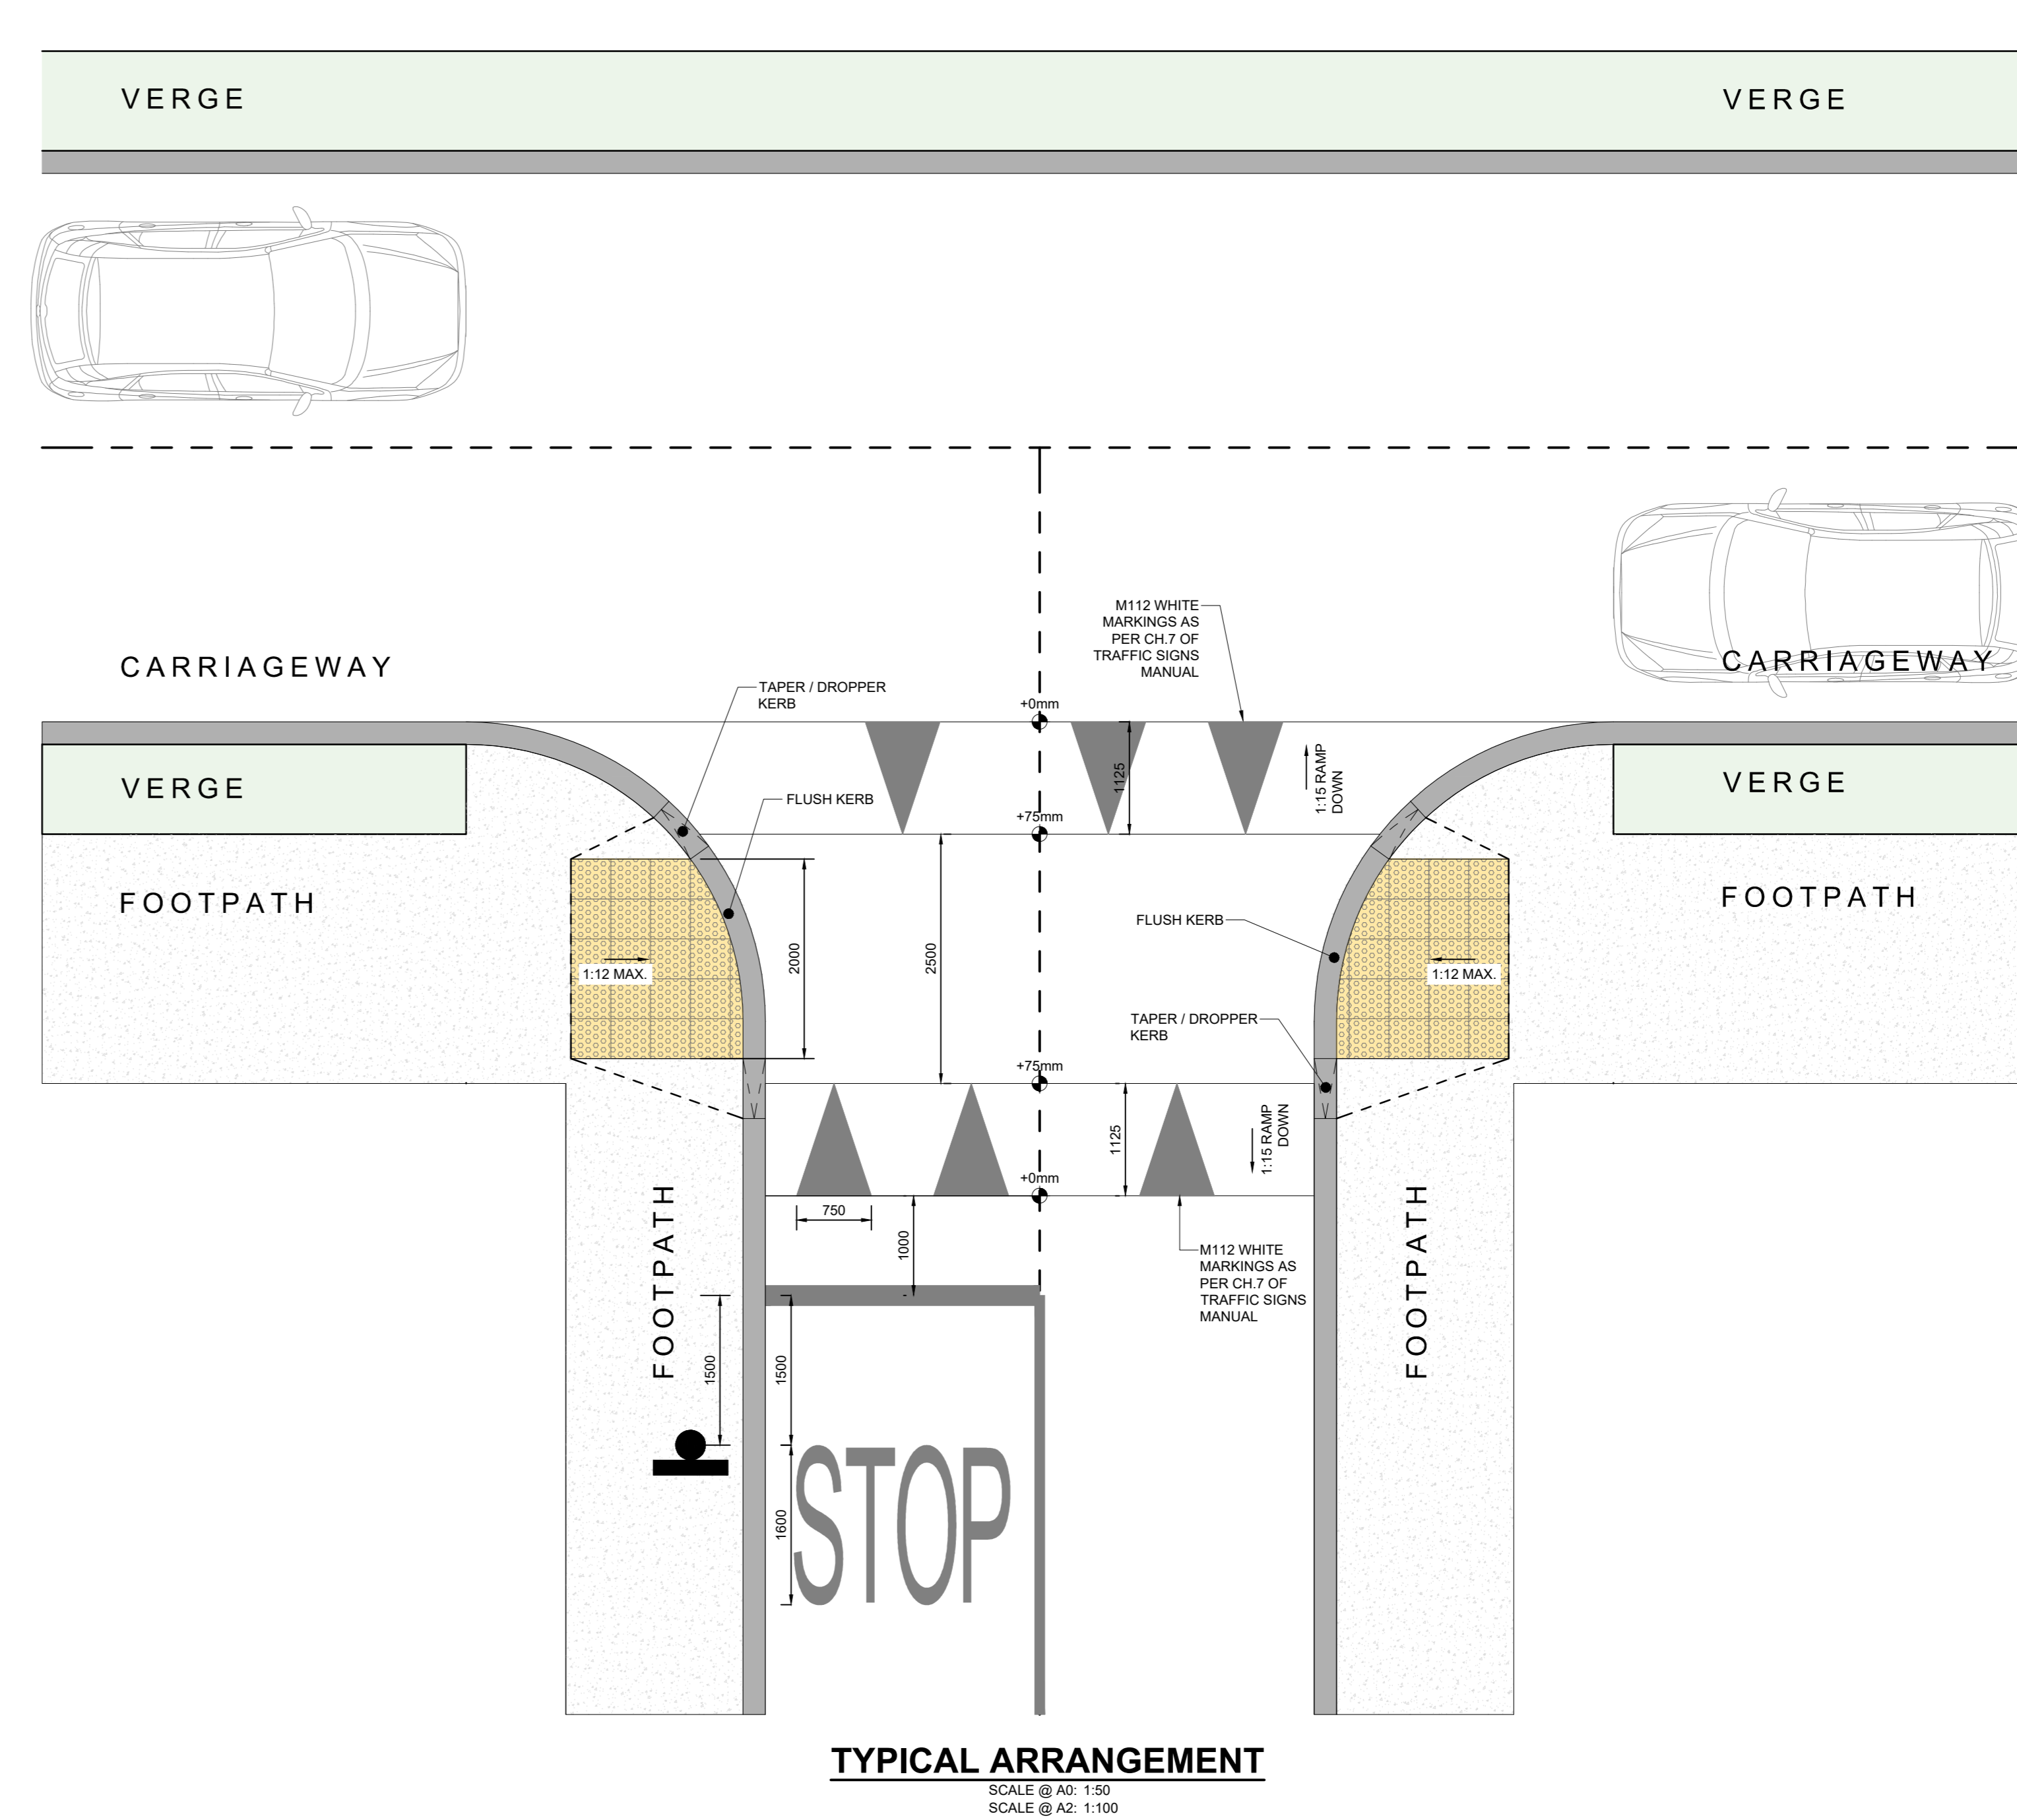 VERGE
VERGE
M112 WHITE
MARKINGS AS
PER CH.7 OF
TRAFFIC SIGNS
MANUAL
CARRIAGEWAY
CARRIAGEWAY
TAPER / DROPPER
KERB
+0mm
1125
1:15 RAMP
DOWN
VERGE
VERGE
FLUSH KERB
+75mm
FOOTPATH
FOOTPATH
FLUSH KERB
2000
2500
1:12 MAX.
1:12 MAX.
TAPER / DROPPER
KERB
+75mm
1125
1:15 RAMP
DOWN
+0mm
750
1000
FOOTPATH
FOOTPATH
M112 WHITE
MARKINGS AS
PER CH.7 OF
TRAFFIC SIGNS
MANUAL
1500
1500
1600
STOP
TYPICAL ARRANGEMENT
SCALE @ A0: 1:50
SCALE @ A2: 1:100